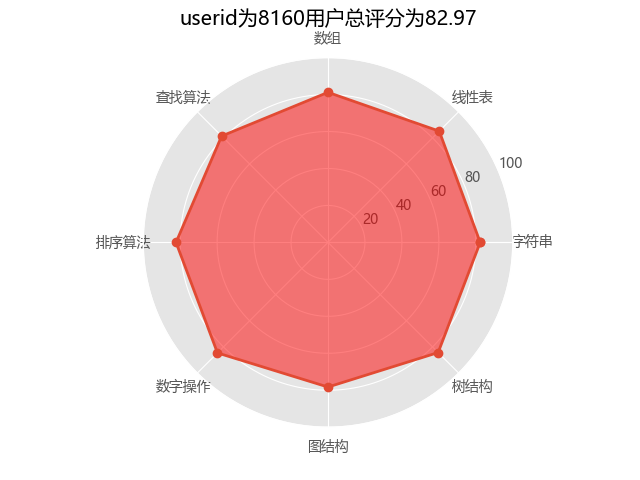 userid为8160用户总评分为82.97
数组
查找算法
线性表
100
80
60
40
20
排序算法
字符串
数字操作
树结构
图结构